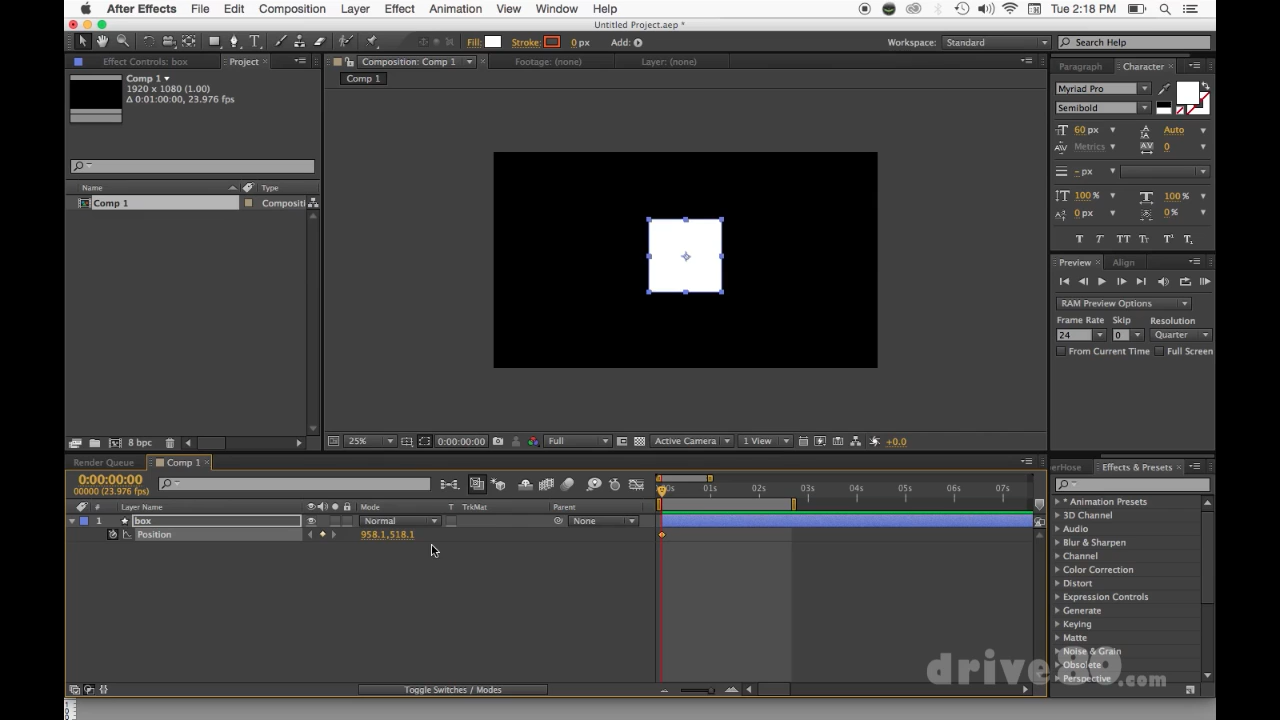 After Effects File Edit Composition Layer Effect Animation View Window Help Tue 2:18 PM
Untitled Project.aep *
Fill: Stroke: 0 px Add: Workspace: Standard Search Help
Effect Controls: box Project Composition: Comp 1 Footage: (none) Layer: (none) Paragraph Character
Comp 1
1920 x 1080 (1.00)
Δ 0:01:00:00, 23.976 fps
Comp 1
Myriad Pro
Semibold
60 px Auto
Metrics 0
- px
100 % 100 %
0 px 0 %
T T TT Tr T¹ T₁
Name Type
Comp 1 Compositi
Preview Align
RAM Preview Options
Frame Rate Skip Resolution
24 0 Quarter
From Current Time Full Screen
8 bpc 25% 0:00:00:00 Full Active Camera 1 View +0.0
Render Queue Comp 1 erHose Effects & Presets
0:00:00:00
00000 (23.976 fps)
01s 02s 03s 04s 05s 06s 07s
# Layer Name Mode T TrkMat Parent
1 box Normal None
Position 958.1,518.1
* Animation Presets
3D Channel
Audio
Blur & Sharpen
Channel
Color Correction
Distort
Expression Controls
Generate
Keying
Matte
Noise & Grain
Obsolete
Perspective
Toggle Switches / Modes
drive80.com